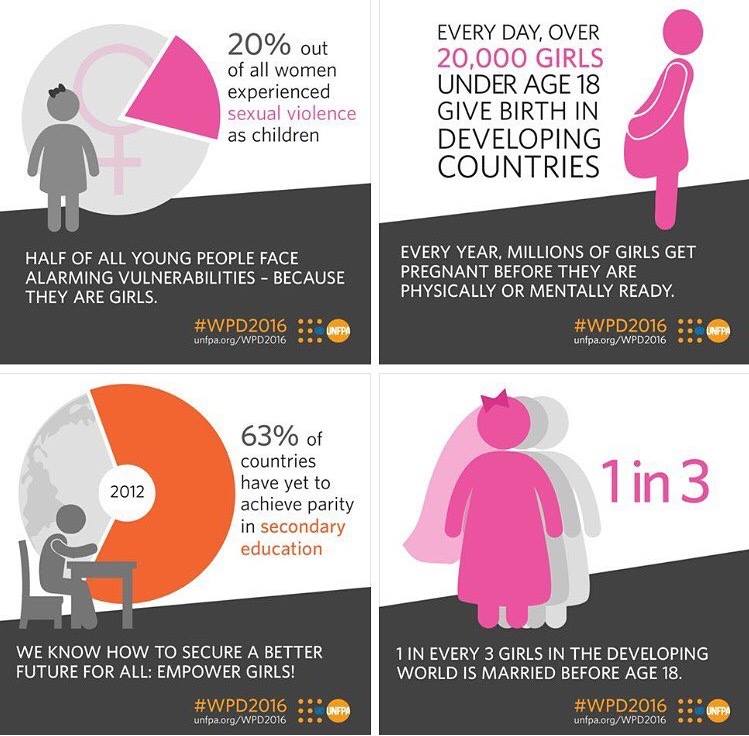 20% out
of all women
experienced
sexual violence
as children
HALF OF ALL YOUNG PEOPLE FACE
ALARMING VULNERABILITIES – BECAUSE
THEY ARE GIRLS.
#WPD2016
unfpa.org/WPD2016
UNFPA
EVERY DAY, OVER
20,000 GIRLS
UNDER AGE 18
GIVE BIRTH IN
DEVELOPING
COUNTRIES
EVERY YEAR, MILLIONS OF GIRLS GET
PREGNANT BEFORE THEY ARE
PHYSICALLY OR MENTALLY READY.
#WPD2016
unfpa.org/WPD2016
UNFPA
2012
63% of
countries
have yet to
achieve parity
in secondary
education
WE KNOW HOW TO SECURE A BETTER
FUTURE FOR ALL: EMPOWER GIRLS!
#WPD2016
unfpa.org/WPD2016
UNFPA
1 in 3
1 IN EVERY 3 GIRLS IN THE DEVELOPING
WORLD IS MARRIED BEFORE AGE 18.
#WPD2016
unfpa.org/WPD2016
UNFPA